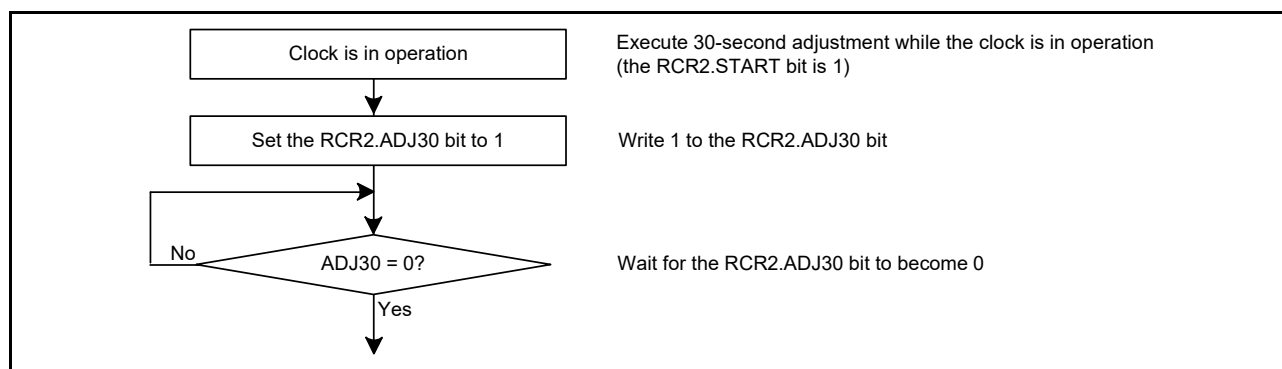 Clock is in operation
Execute 30-second adjustment while the clock is in operation
(the RCR2.START bit is 1)
Set the RCR2.ADJ30 bit to 1
Write 1 to the RCR2.ADJ30 bit
No
ADJ30 = 0?
Wait for the RCR2.ADJ30 bit to become 0
Yes